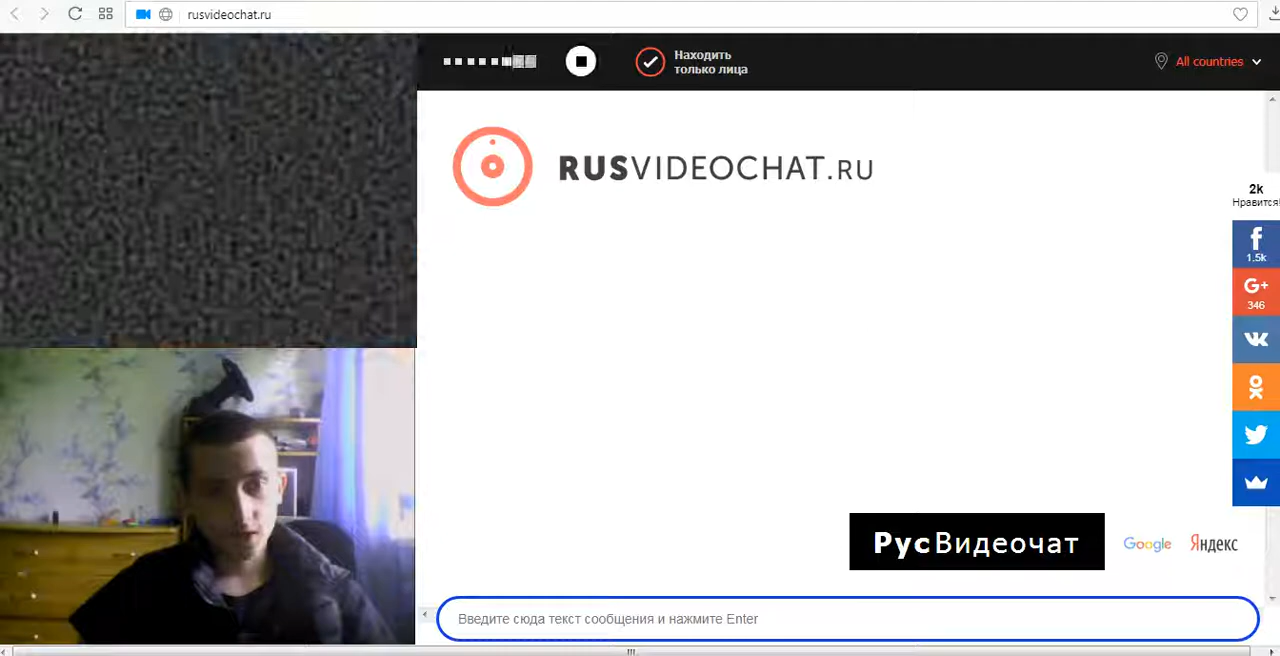 rusvideochat.ru
Находить
только лица
All countries
RUSVIDEOCHAT.RU
2k
Нравится!
f
1,5k
G+
346
РусВидеочат
Google
Яндекс
Введите сюда текст сообщения и нажмите Enter